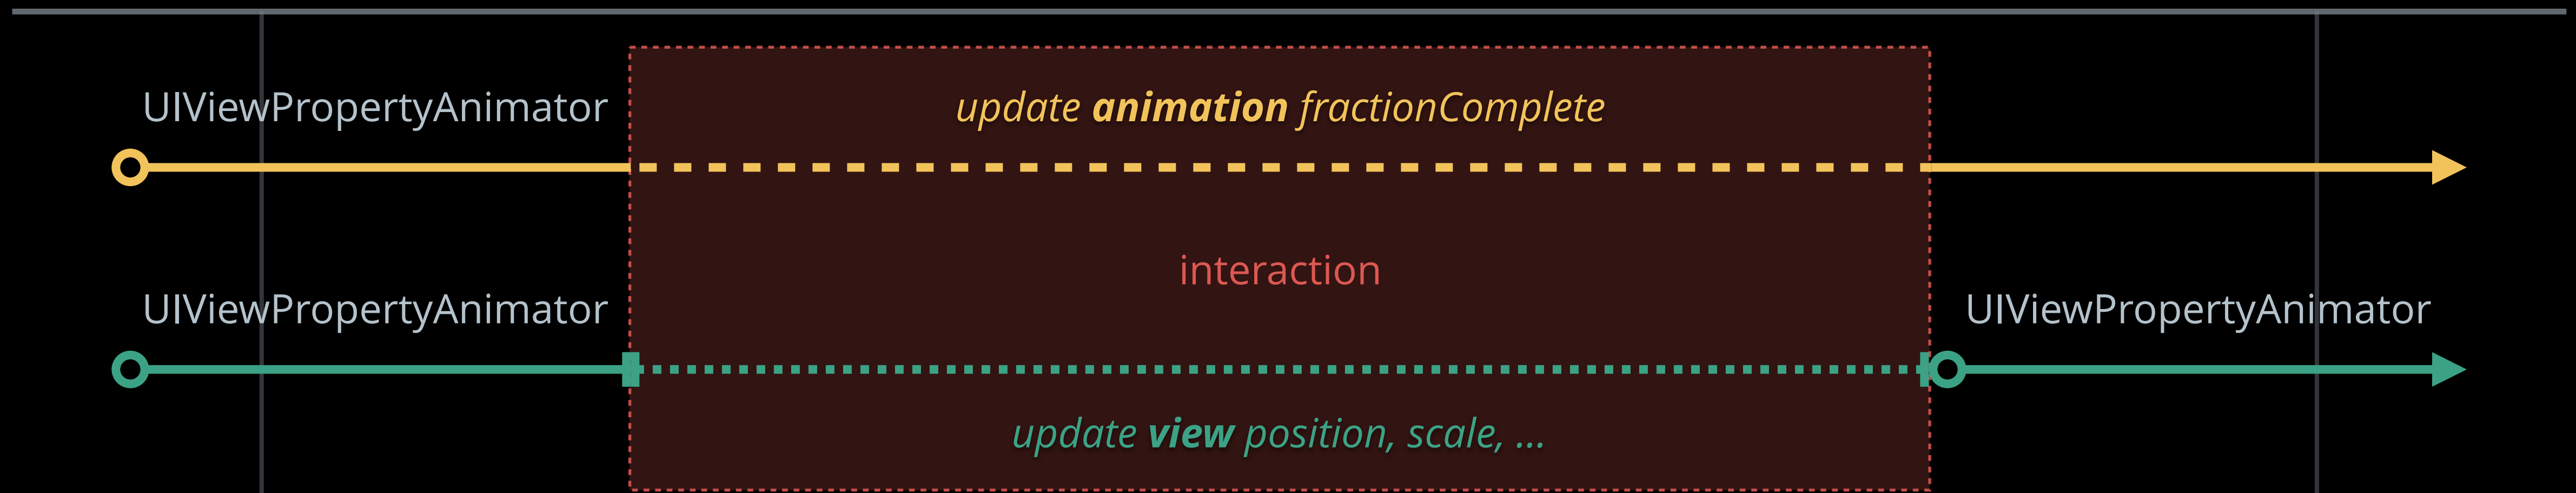 UIViewPropertyAnimator
update animation fractionComplete
interaction
UIViewPropertyAnimator
UIViewPropertyAnimator
update view position, scale, ...